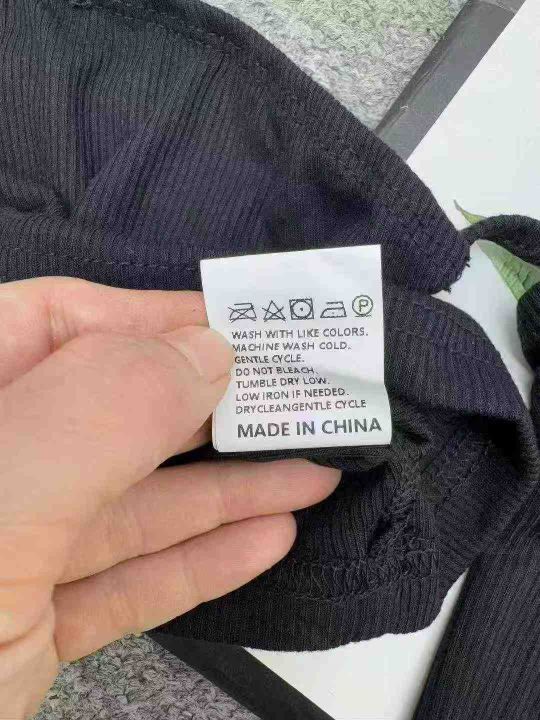 P
WASH WITH LIKE COLORS.
MACHINE WASH COLD.
GENTLE CYCLE.
DO NOT BLEACH.
TUMBLE DRY LOW.
LOW IRON IF NEEDED.
DRYCLEANGENTLE CYCLE
MADE IN CHINA